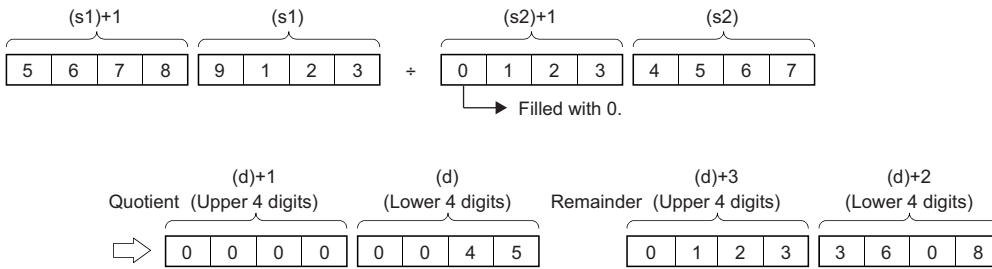 (s1)+1 (s1) (s2)+1 (s2)
5 6 7 8 9 1 2 3 ÷ 0 1 2 3 4 5 6 7
Filled with 0.
(d)+1 (d) (d)+3 (d)+2
Quotient (Upper 4 digits) (Lower 4 digits) Remainder (Upper 4 digits) (Lower 4 digits)
0 0 0 0 0 0 4 5 0 1 2 3 3 6 0 8